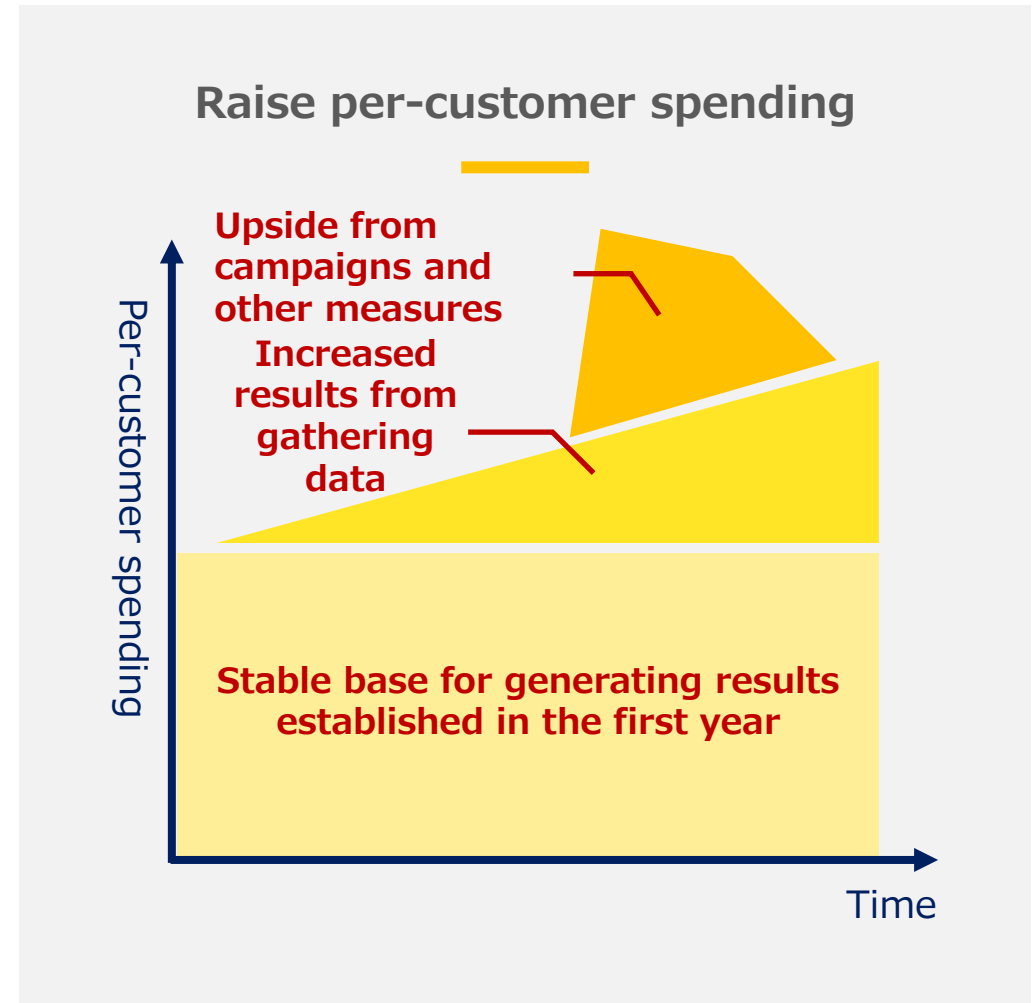 Raise per-customer spending
Upside from
campaigns and
other measures
Increased
results from
gathering
data
Per-customer spending
Stable base for generating results
established in the first year
Time